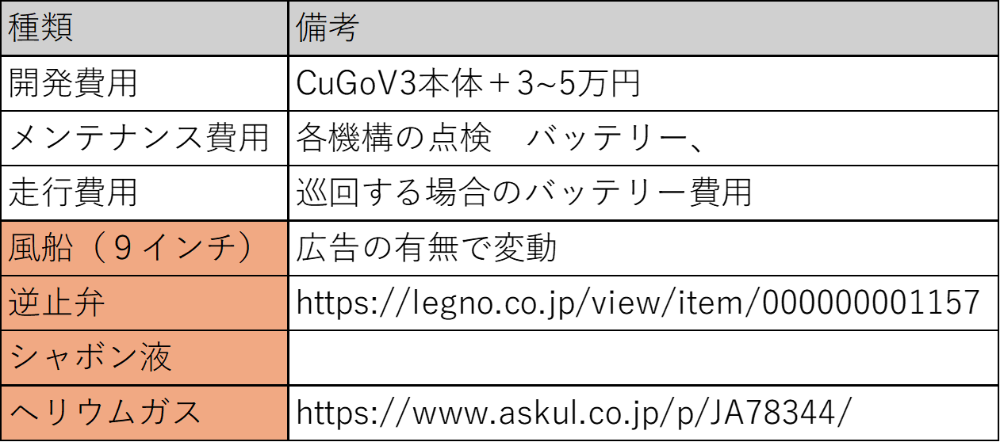 種類 備考
開発費用 CuGoV3本体＋3~5万円
メンテナンス費用 各機構の点検　バッテリー、
走行費用 巡回する場合のバッテリー費用
風船（９インチ） 広告の有無で変動
逆止弁 https://legno.co.jp/view/item/000000001157
シャボン液
ヘリウムガス https://www.askul.co.jp/p/JA78344/